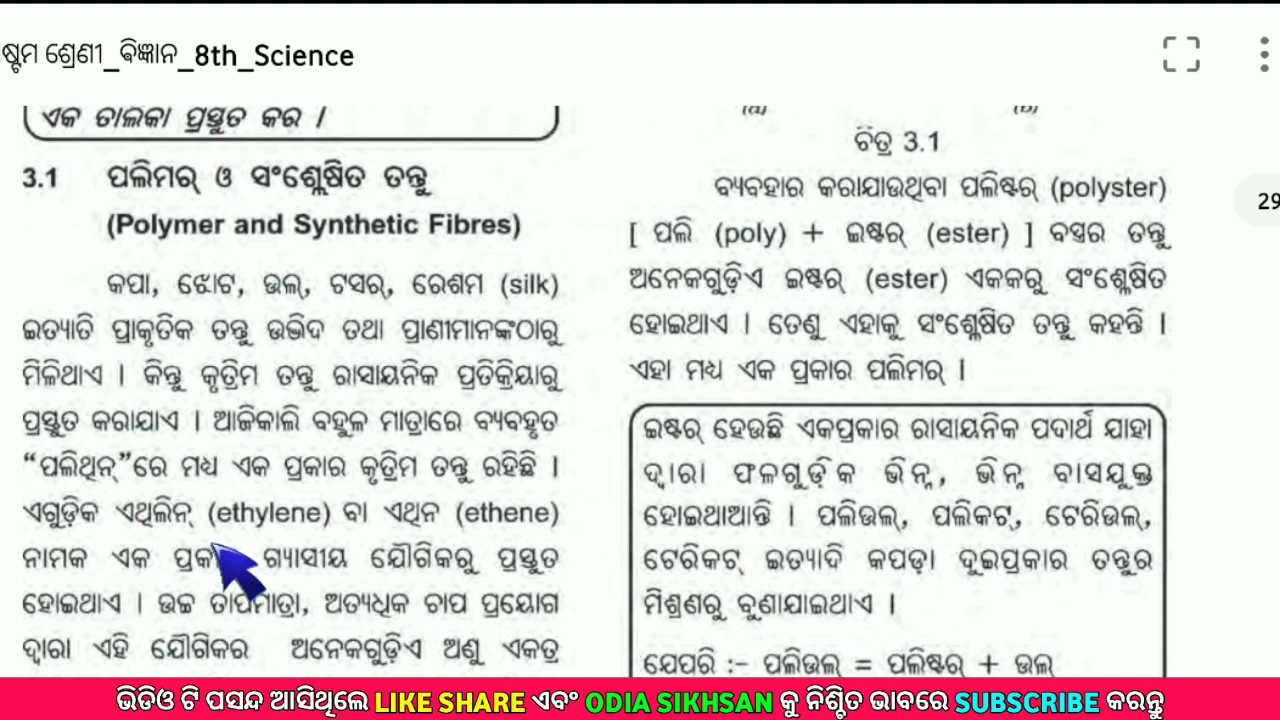 ଷ୍ଟମ ଶ୍ରେଣୀ_ଵିଜ୍ଞାନ_8th_Science
ଏକ ତାଲିକା ପ୍ରସ୍ତୁତ କର ।
3.1 ପଲିମର୍ ଓ ସଂଶ୍ଳେଷିତ ତନ୍ତୁ
(Polymer and Synthetic Fibres)
କପା, ଝୋଟ, ଉଲ୍, ଟସର୍, ରେଶମ (silk)
ଇତ୍ୟାଦି ପ୍ରାକୃତିକ ତନ୍ତୁ ଉଦ୍ଭିଦ ତଥା ପ୍ରାଣୀମାନଙ୍କଠାରୁ
ମିଳିଥାଏ । କିନ୍ତୁ କୃତ୍ରିମ ତନ୍ତୁ ରାସାୟନିକ ପ୍ରତିକ୍ରିୟାରୁ
ପ୍ରସ୍ତୁତ କରାଯାଏ । ଆଜିକାଲି ବହୁଳ ମାତ୍ରାରେ ବ୍ୟବହୃତ
“ପଲିଥିନ୍”ରେ ମଧ୍ୟ ଏକ ପ୍ରକାର କୃତ୍ରିମ ତନ୍ତୁ ରହିଛି ।
ଏଗୁଡ଼ିକ ଏଥିଲିନ୍ (ethylene) ବା ଏଥିନ (ethene)
ନାମକ ଏକ ଗ୍ୟାସୀୟ ଯୌଗିକରୁ ପ୍ରସ୍ତୁତ
ହୋଇଥାଏ । ଉଚ୍ଚ ତାପମାତ୍ରା, ଅତ୍ୟଧିକ ଚାପ ପ୍ରୟୋଗ
ଦ୍ୱାରା ଏହି ଯୌଗିକର ଅନେକଗୁଡ଼ିଏ ଅଣୁ ଏକତ୍ର
(a) (b)
ଚିତ୍ର 3.1
ବ୍ୟବହାର କରାଯାଉଥିବା ପଲିଷ୍ଟର୍ (polyster)
[ ପଲି (poly) + ଇଷ୍ଟର୍ (ester) ] ବସ୍ତ୍ରର ତନ୍ତୁ
ଅନେକଗୁଡ଼ିଏ ଇଷ୍ଟର୍ (ester) ଏକକରୁ ସଂଶ୍ଳେଷିତ
ହୋଇଥାଏ । ତେଣୁ ଏହାକୁ ସଂଶ୍ଳେଷିତ ତନ୍ତୁ କହନ୍ତି ।
ଏହା ମଧ୍ୟ ଏକ ପ୍ରକାର ପଲିମର୍ ।
ଇଷ୍ଟର୍ ହେଉଛି ଏକପ୍ରକାର ରାସାୟନିକ ପଦାର୍ଥ ଯାହା
ଦ୍ୱାରା ଫଳଗୁଡ଼ିକ ଭିନ୍ନ, ଭିନ୍ନ ବାସଯୁକ୍ତ
ହୋଇଥାଆନ୍ତି । ପଲିଉଲ୍, ପଲିକଟ୍, ଟେରିଉଲ୍,
ଟେରିକଟ୍ ଇତ୍ୟାଦି କପଡ଼ା ଦୁଇପ୍ରକାର ତନ୍ତୁର
ମିଶ୍ରଣରୁ ବୁଣାଯାଇଥାଏ ।
ଯେପରି :- ପଲିଉଲ୍ = ପଲିଷ୍ଟର୍ + ଉଲ୍
29
ଭିଡିଓ ଟି ପସନ୍ଦ ଆସିଥିଲେ LIKE SHARE ଏବଂ ODIA SIKHSAN କୁ ନିଶ୍ଚିତ ଭାବରେ SUBSCRIBE କରନ୍ତୁ